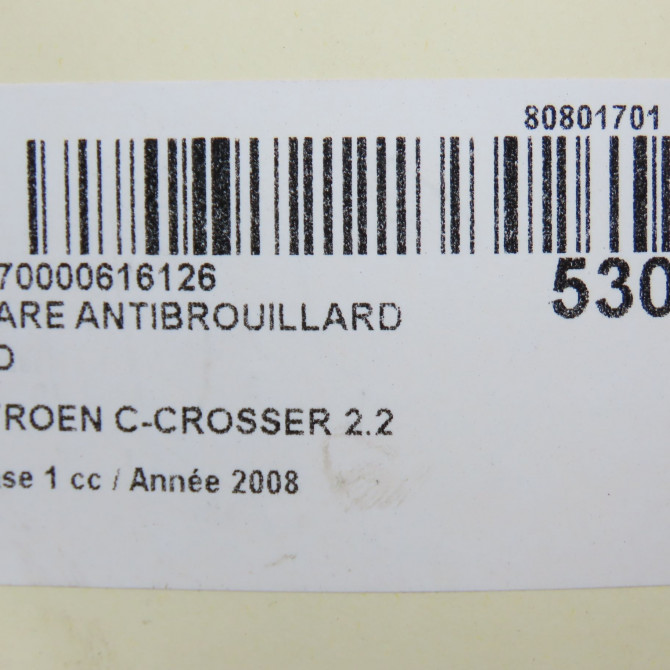 80801701
70000616126
530
ARE ANTIBROUILLARD
D
ROEN C-CROSSER 2.2
se 1 cc / Année 2008